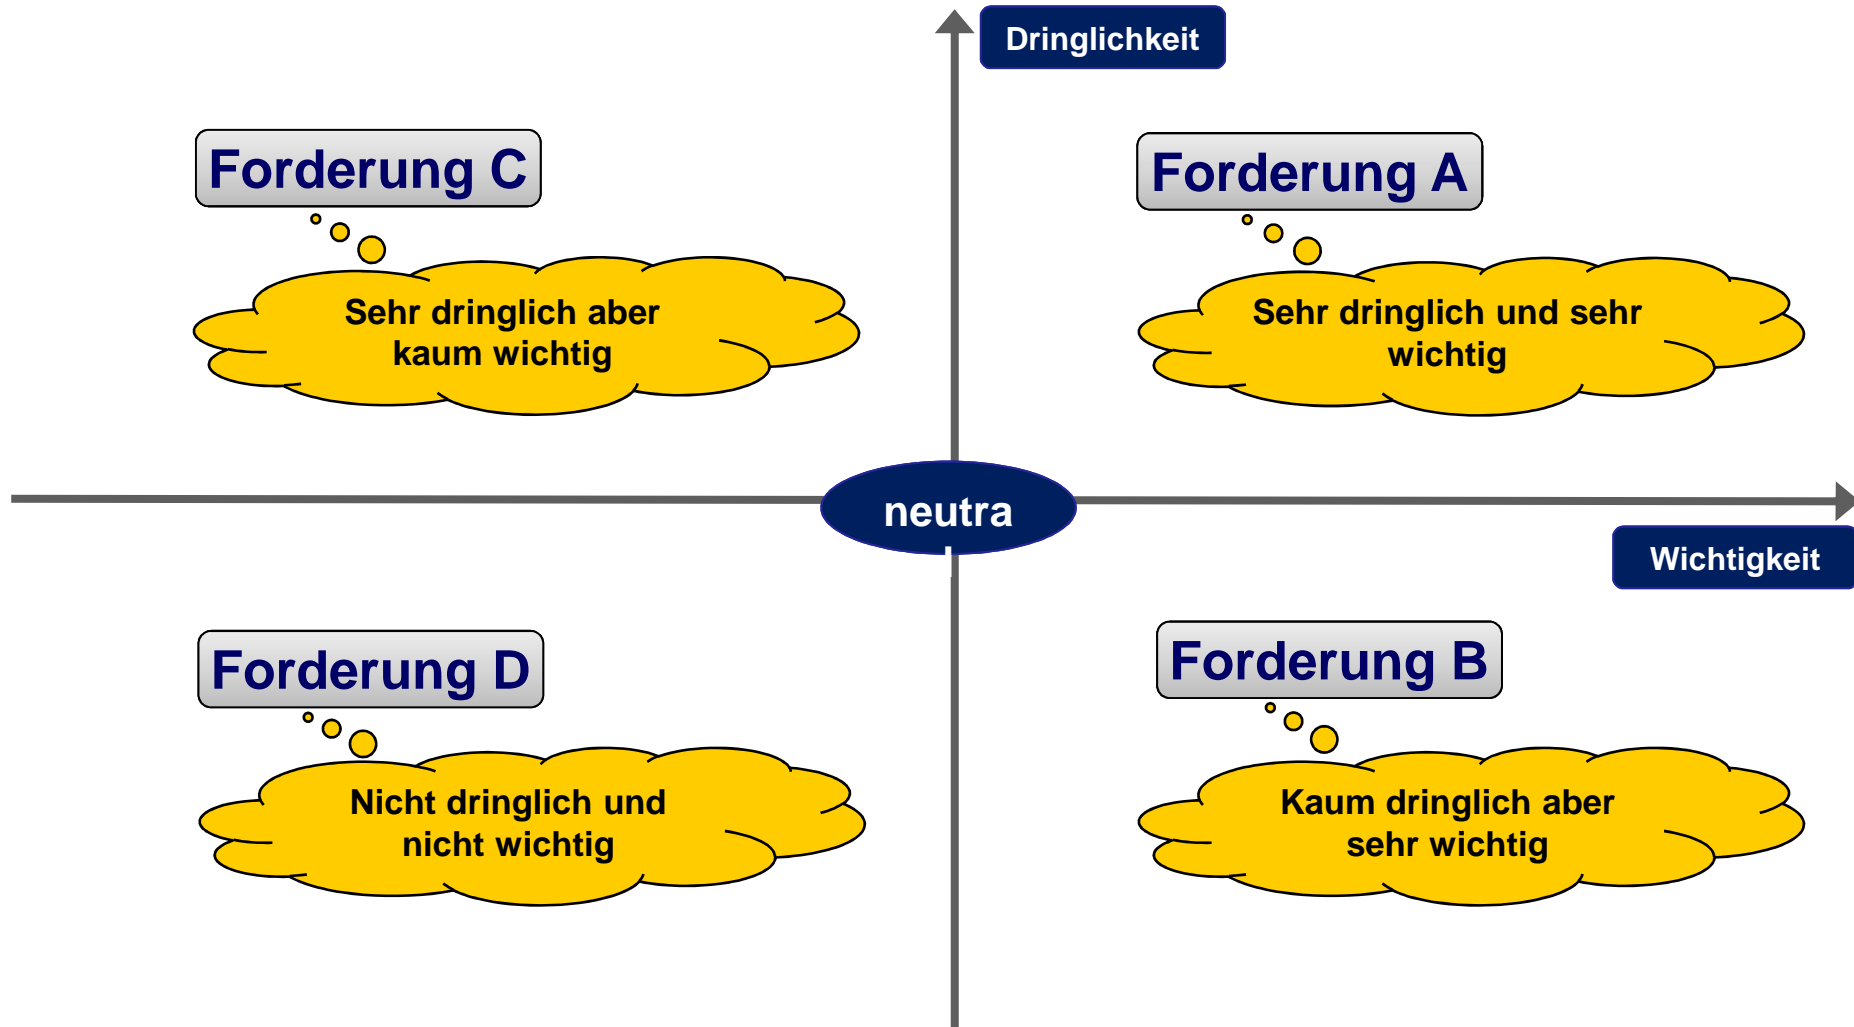 Dringlichkeit
Forderung C
Forderung A
Sehr dringlich aber
kaum wichtig
Sehr dringlich und sehr
wichtig
neutra
l
Wichtigkeit
Forderung D
Forderung B
Nicht dringlich und
nicht wichtig
Kaum dringlich aber
sehr wichtig